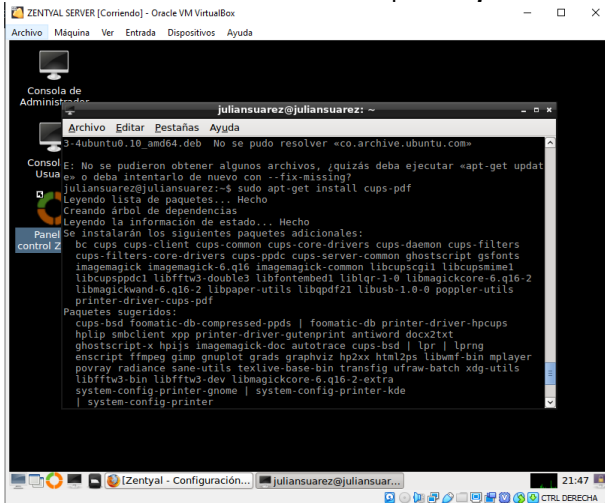 ZENTYAL SERVER [Corriendo] - Oracle VM VirtualBox
Archivo Máquina Ver Entrada Dispositivos Ayuda
Consola de
juliansuarez@juliansuarez: ~
Archivo Editar Pestañas Ayuda
3-4ubuntu0.10_amd64.deb No se pudo resolver «co.archive.ubuntu.com»
E: No se pudieron obtener algunos archivos, ¿quizás deba ejecutar «apt-get updat
e» o deba intentarlo de nuevo con --fix-missing?
juliansuarez@juliansuarez:~$ sudo apt-get install cups-pdf
Leyendo lista de paquetes... Hecho
Creando árbol de dependencias
Leyendo la información de estado... Hecho
Se instalarán los siguientes paquetes adicionales:
bc cups cups-client cups-common cups-core-drivers cups-daemon cups-filters
cups-filters-core-drivers cups-ppdc cups-server-common ghostscript gsfonts
imagemagick imagemagick-6.q16 imagemagick-common libcupscgi1 libcupsmime1
libcupsppdc1 libfftw3-double3 libfontembed1 liblqr-1-0 libmagickcore-6.q16-2
libmagickwand-6.q16-2 libpaper-utils libqpdf21 libusb-1.0-0 poppler-utils
printer-driver-cups-pdf
Paquetes sugeridos:
cups-bsd foomatic-db-compressed-ppds | foomatic-db printer-driver-hpcups
hplip smbclient xpp printer-driver-gutenprint antiword docx2txt
ghostscript-x hpijs imagemagick-doc autotrace cups-bsd | lpr | lprng
enscript ffmpeg gimp gnuplot grads graphviz hp2xx html2ps libwmf-bin mplayer
povray radiance sane-utils texlive-base-bin transfig ufraw-batch xdg-utils
libfftw3-bin libfftw3-dev libmagickcore-6.q16-2-extra
system-config-printer-gnome | system-config-printer-kde
| system-config-printer
Consol
Usua
Panel
control Z
[Zentyal - Configuración...
juliansuarez@juliansuar...
21:47
CTRL DERECHA